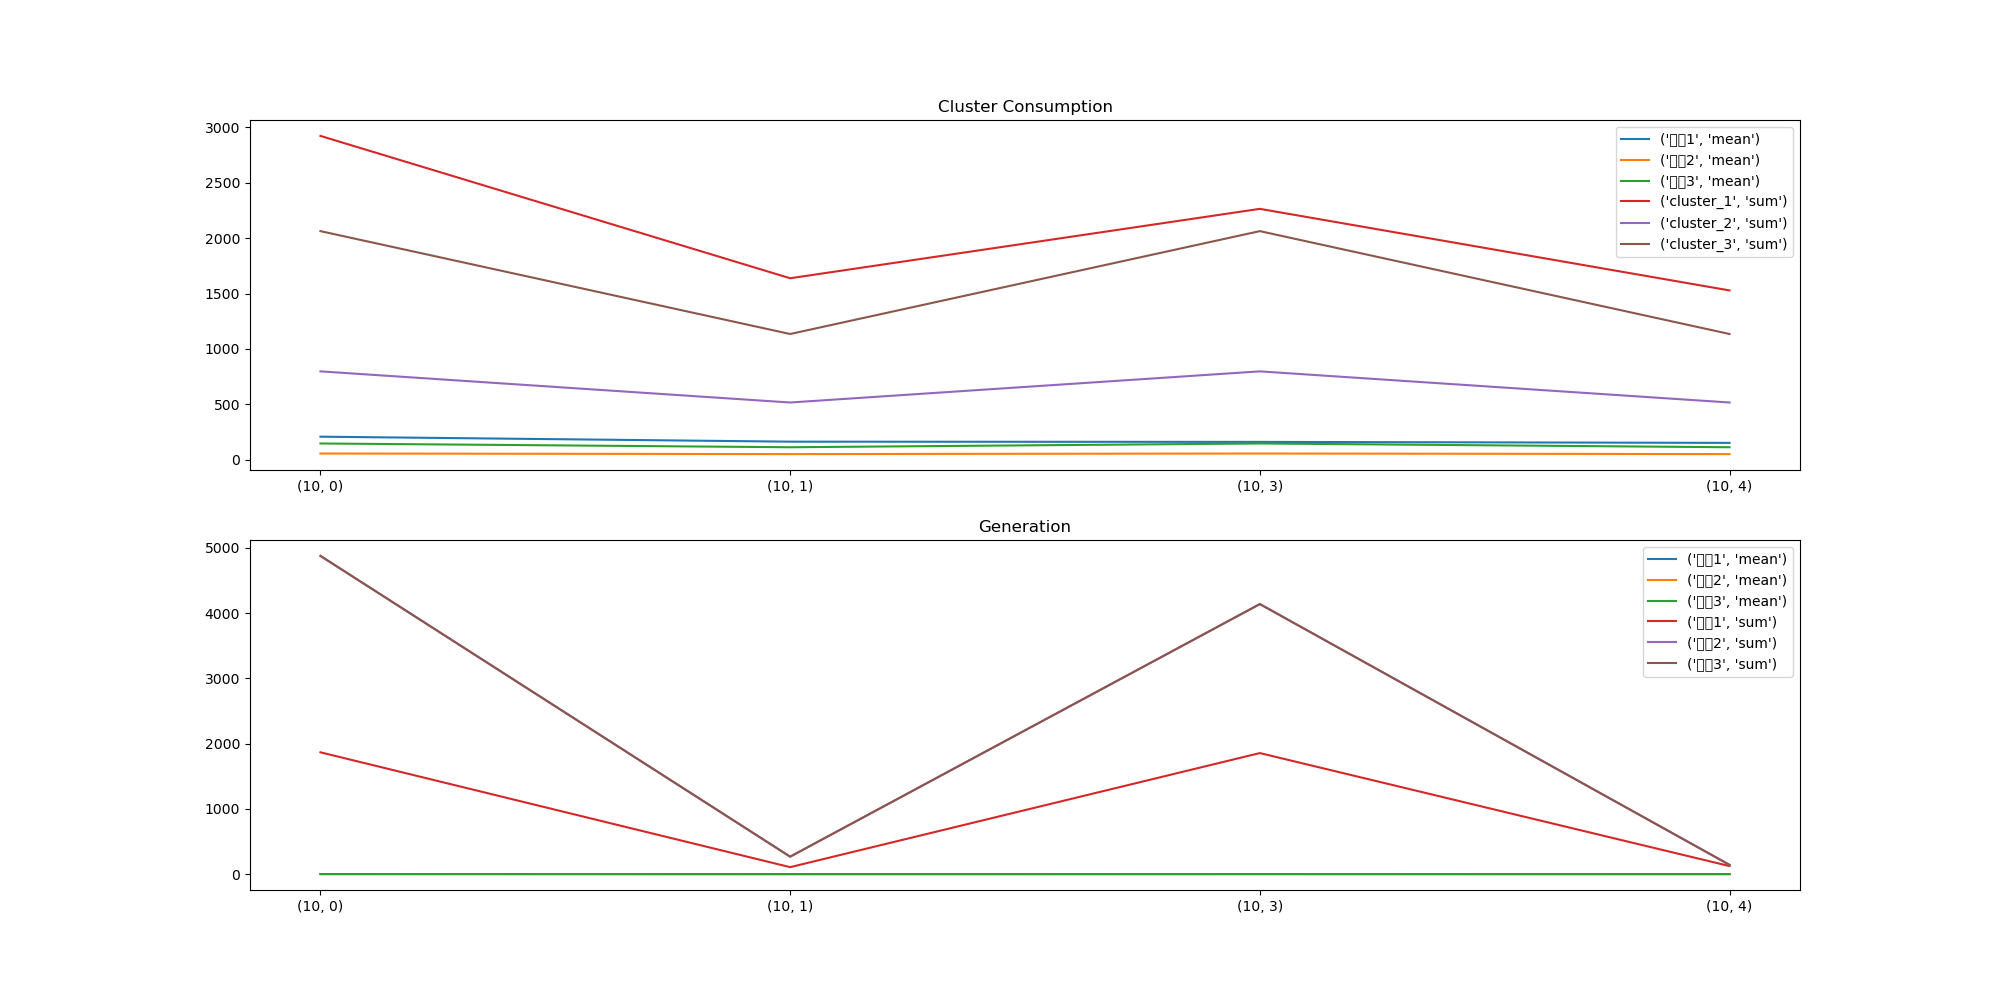 Cluster Consumption
3000
2500
2000
1500
1000
500
0
('□□1', 'mean')
('□□2', 'mean')
('□□3', 'mean')
('cluster_1', 'sum')
('cluster_2', 'sum')
('cluster_3', 'sum')
(10, 0) (10, 1) (10, 3) (10, 4)
Generation
5000
4000
3000
2000
1000
0
('□□1', 'mean')
('□□2', 'mean')
('□□3', 'mean')
('□□1', 'sum')
('□□2', 'sum')
('□□3', 'sum')
(10, 0) (10, 1) (10, 3) (10, 4)